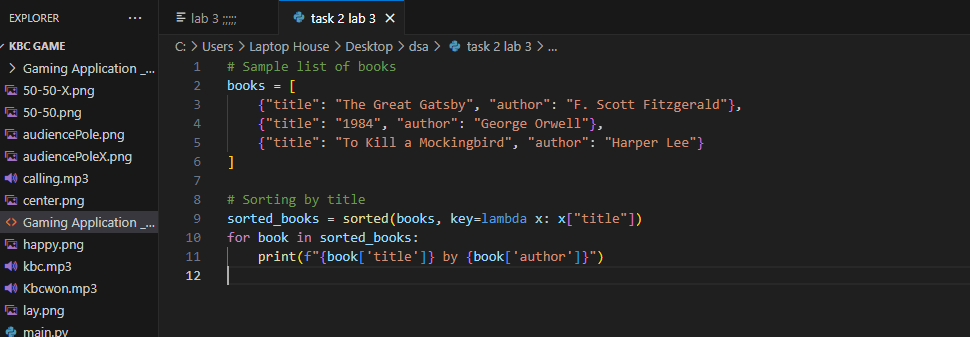 EXPLORER
...
KBC GAME
Gaming Application _...
50-50-X.png
50-50.png
audiencePole.png
audiencePoleX.png
calling.mp3
center.png
Gaming Application _...
happy.png
kbc.mp3
Kbcwon.mp3
lay.png
main.py
lab 3 ;;;;;
task 2 lab 3
C: > Users > Laptop House > Desktop > dsa > task 2 lab 3 > ...
1 # Sample list of books
2 books = [
3 {"title": "The Great Gatsby", "author": "F. Scott Fitzgerald"},
4 {"title": "1984", "author": "George Orwell"},
5 {"title": "To Kill a Mockingbird", "author": "Harper Lee"}
6 ]
7
8 # Sorting by title
9 sorted_books = sorted(books, key=lambda x: x["title"])
10 for book in sorted_books:
11 print(f"{book['title']} by {book['author']}")
12